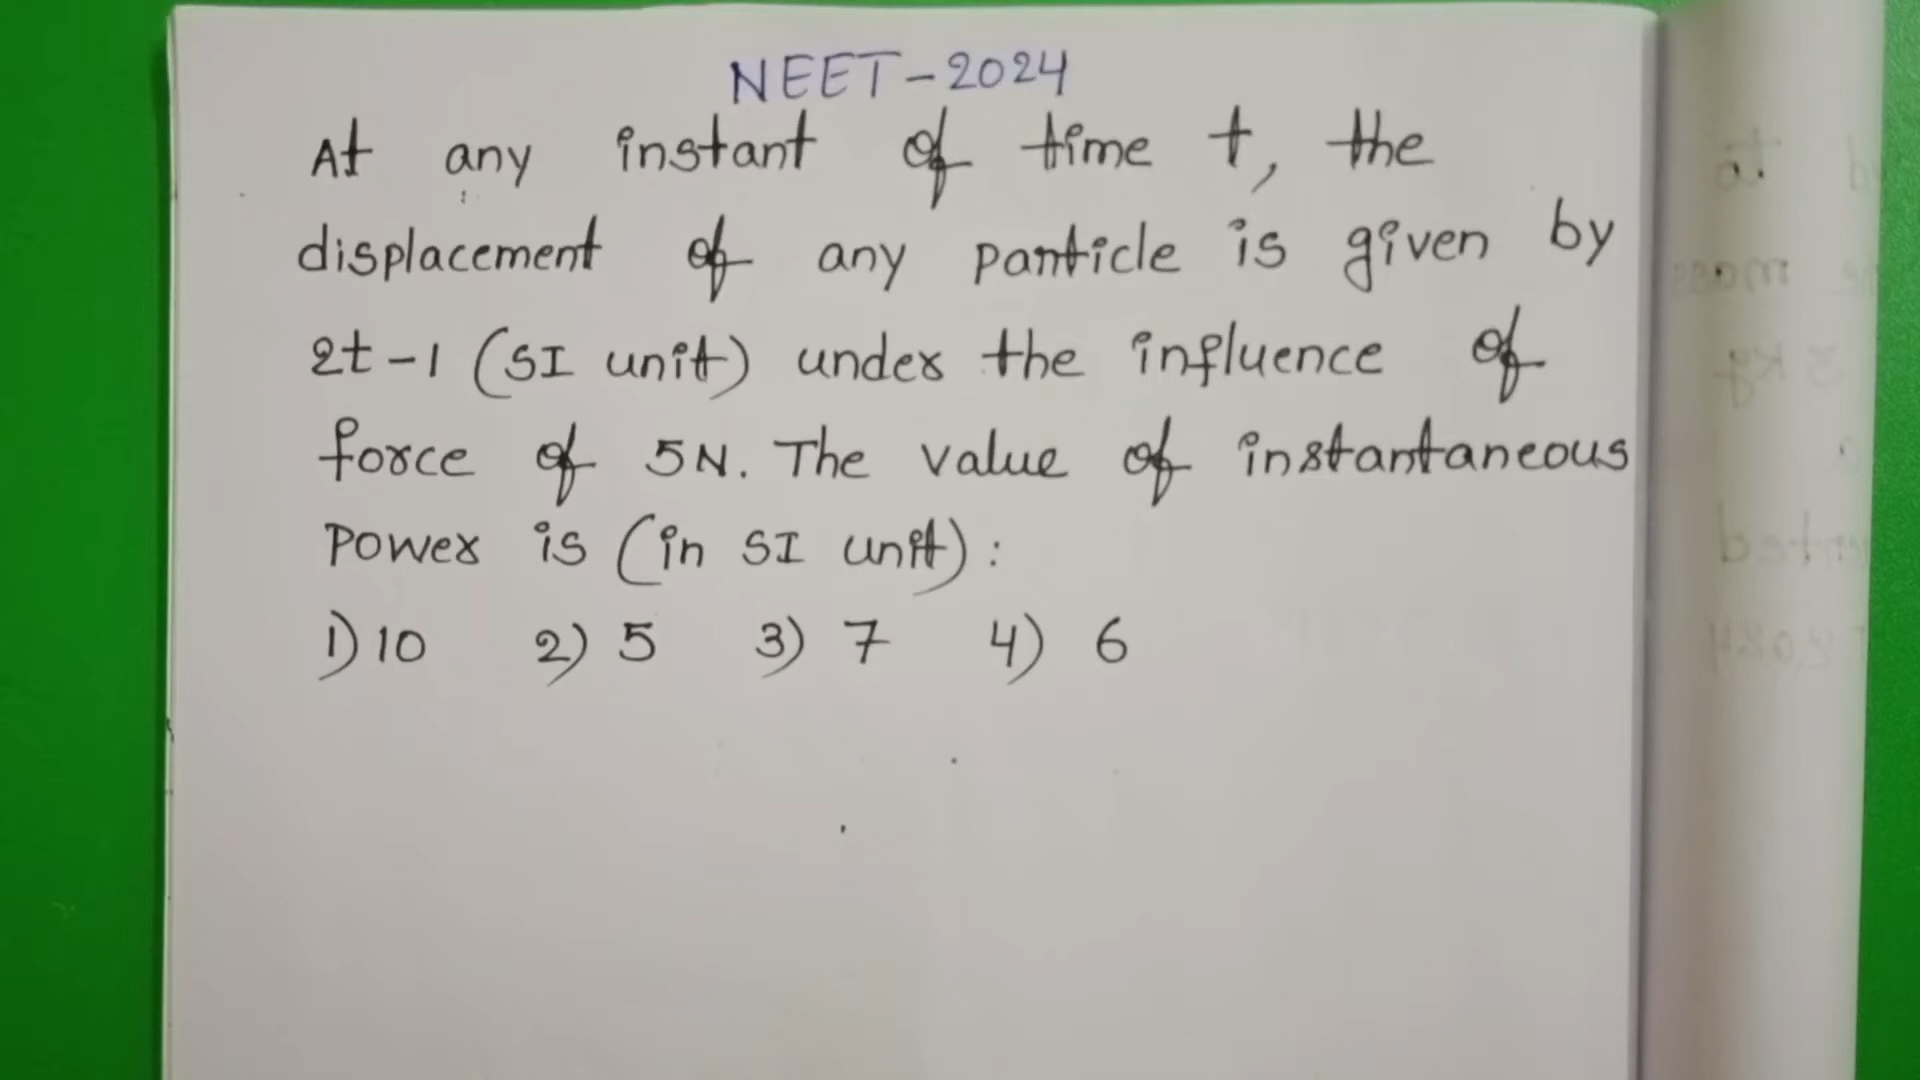 NEET-2024
At any instant of time t, the
displacement of any particle is given by
2t-1 (SI unit) under the influence of
force of 5N. The value of instantaneous
Power is (in SI unit):
1) 10 2) 5 3) 7 4) 6